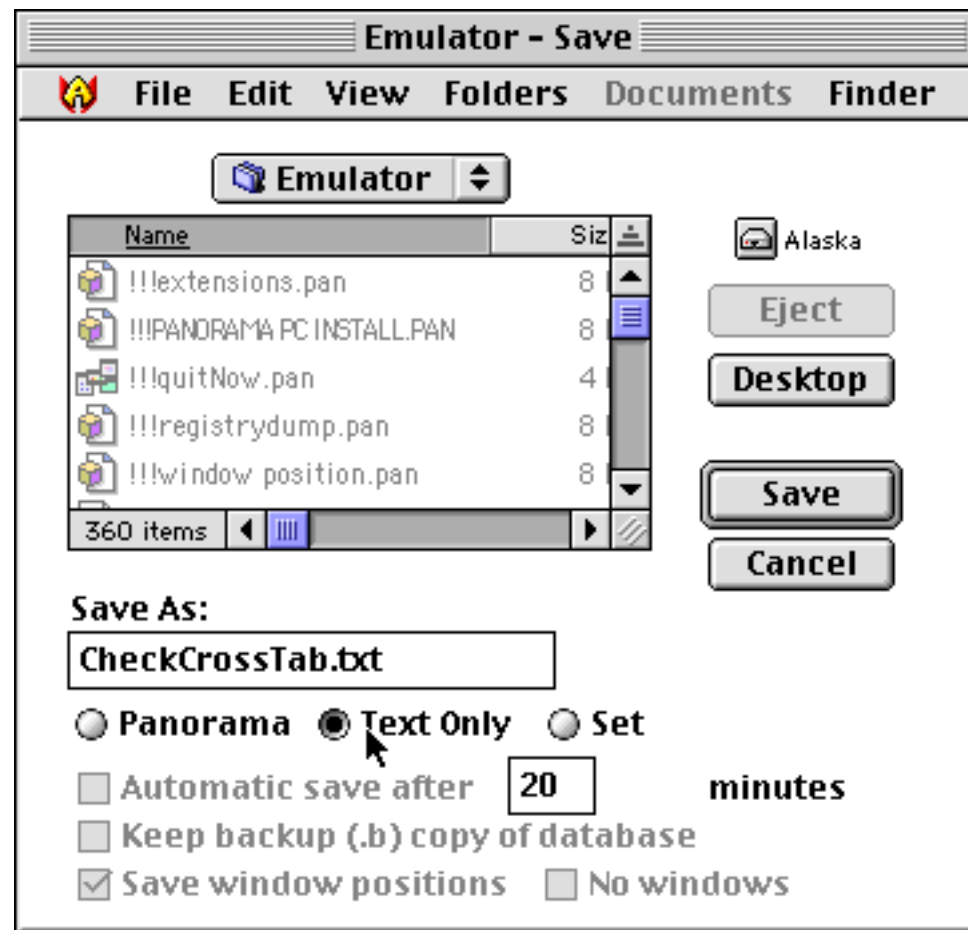 Emulator - Save
File Edit View Folders Documents Finder
Emulator
Name Siz
Alaska
!!!extensions.pan 8
Eject
!!!PANORAMA PC INSTALL.PAN 8
!!!quitNow.pan 4
Desktop
!!!registrydump.pan 8
!!!window position.pan 8
Save
360 items
Cancel
Save As:
CheckCrossTab.txt
Panorama Text Only Set
Automatic save after 20 minutes
Keep backup (.b) copy of database
Save window positions No windows